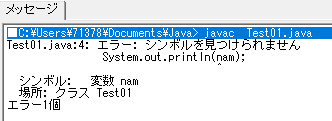 メッセージ
C:¥Users¥71378¥Documents¥Java> javac  Test01.java
Test01.java:4: エラー: シンボルを見つけられません
System.out.println(nam);
^
シンボル:   変数 nam
場所: クラス Test01
エラー1個